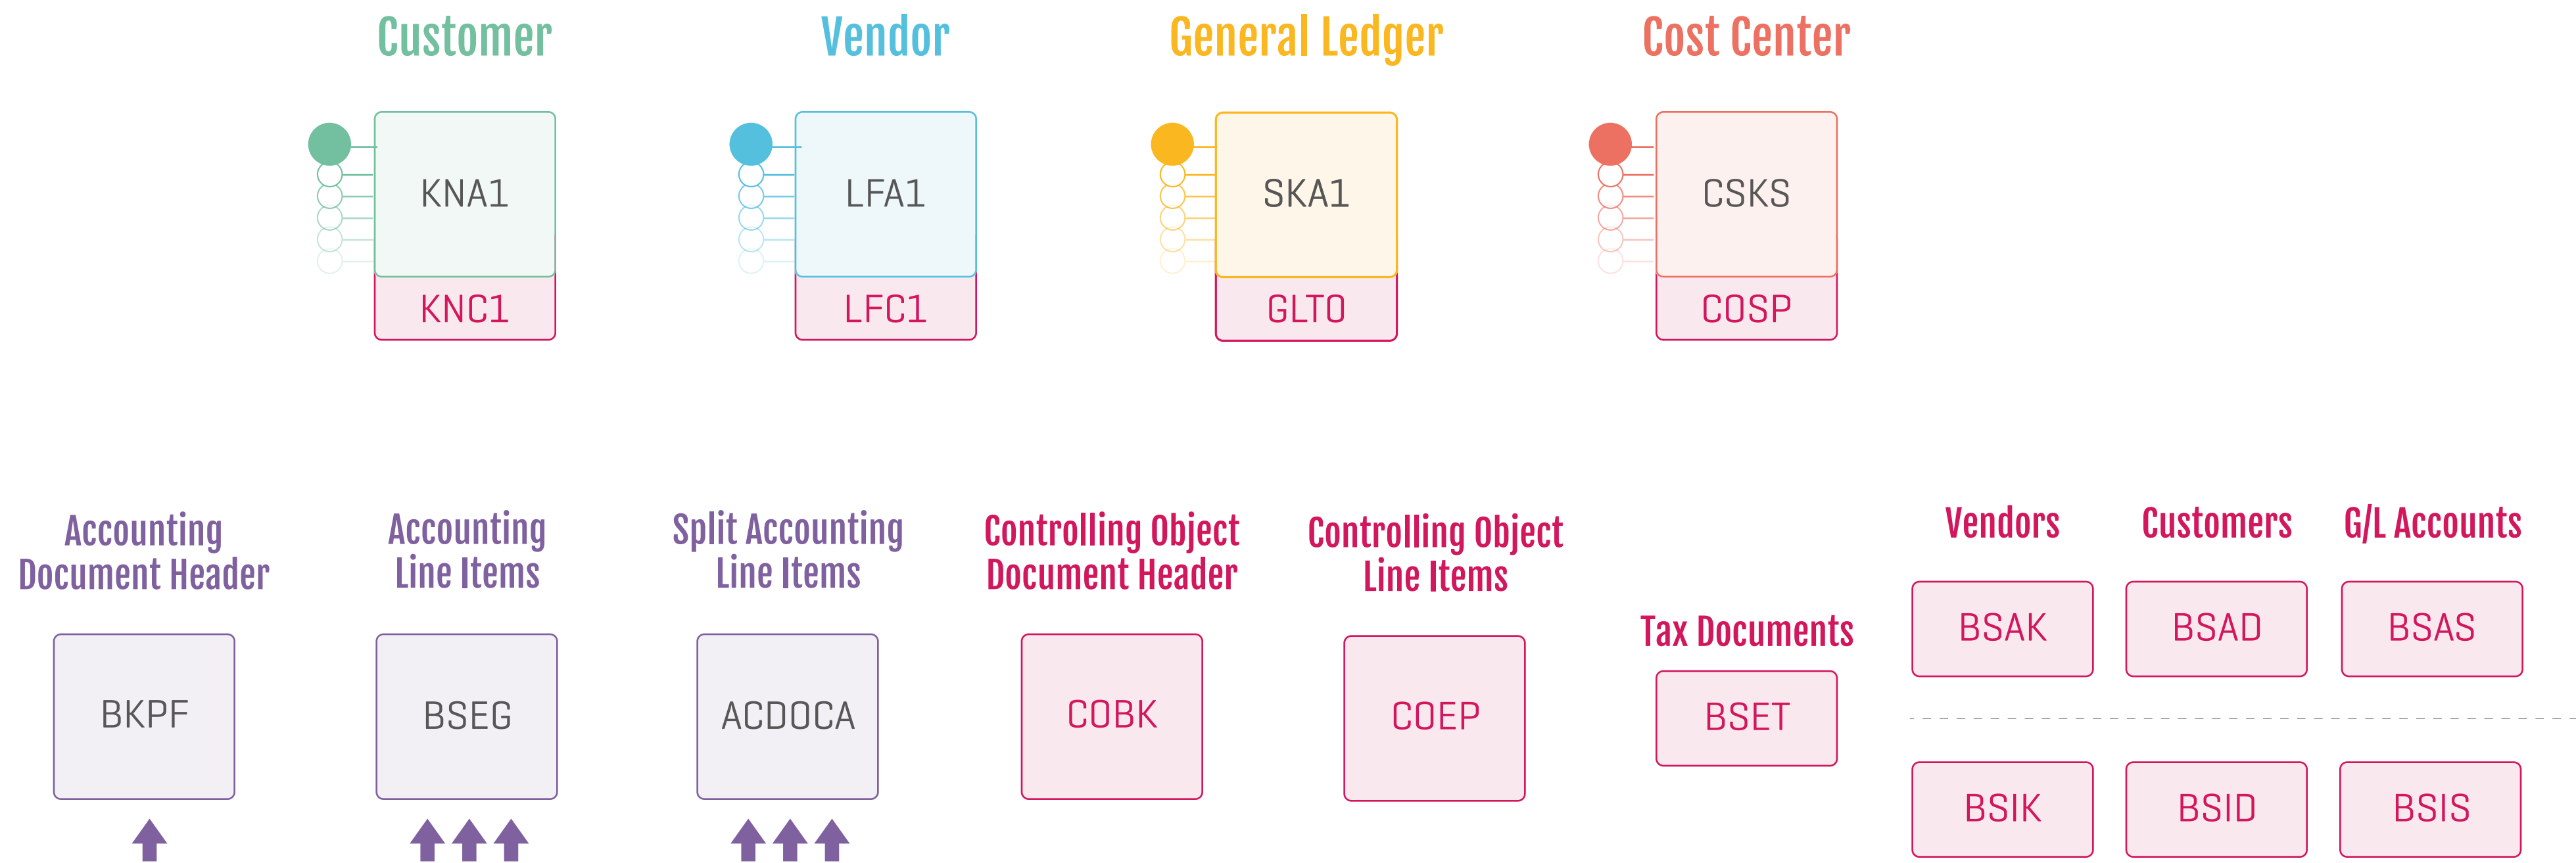 Customer
Vendor
General Ledger
Cost Center
KNA1
LFA1
SKA1
CSKS
KNC1
LFC1
GLT0
COSP
Accounting
Document Header
Accounting
Line Items
Split Accounting
Line Items
Controlling Object
Document Header
Controlling Object
Line Items
Tax Documents
Vendors
Customers
G/L Accounts
BKPF
BSEG
ACDOCA
COBK
COEP
BSET
BSAK
BSAD
BSAS
BSIK
BSID
BSIS